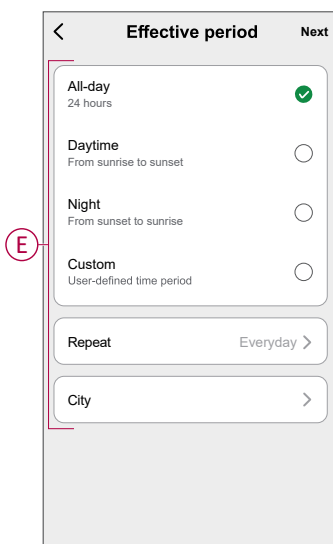 Effective period Next
All-day
24 hours
Daytime
From sunrise to sunset
Night
From sunset to sunrise
E
Custom
User-defined time period
Repeat Everyday
City